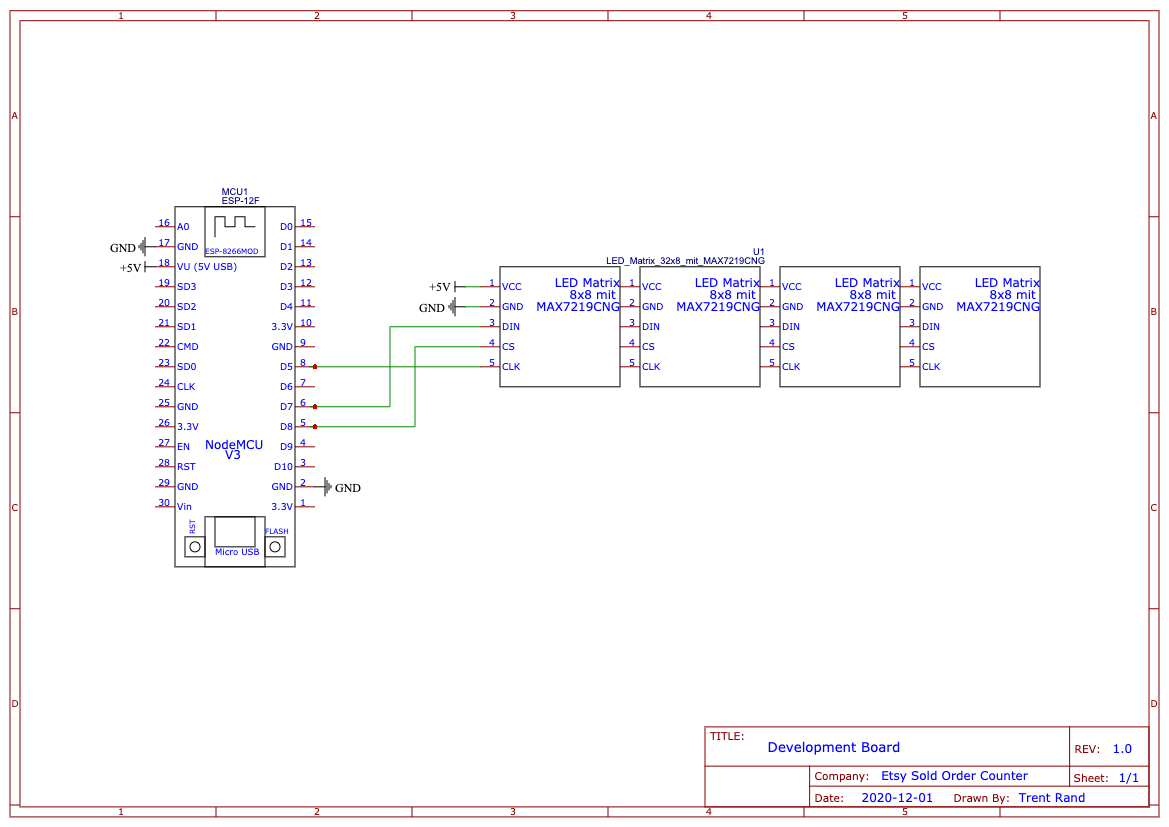 1 2 3 4 5
A A
MCU1
ESP-12F
16 A0 D0 15
GND 17 GND ESP-8266MOD D1 14
+5V 18 VU (5V USB) D2 13
19 SD3 D3 12
20 SD2 D4 11
21 SD1 3.3V 10
22 CMD GND 9
23 SD0 D5 8
24 CLK D6 7
25 GND D7 6
26 3.3V D8 5
27 EN D9 4
NodeMCU
V3
28 RST D10 3
29 GND GND 2 GND
30 Vin 3.3V 1
RST FLASH
Micro USB
U1
LED_Matrix_32x8_mit_MAX7219CNG
+5V 1 VCC LED Matrix 1 VCC LED Matrix 1 VCC LED Matrix 1 VCC LED Matrix
8x8 mit 8x8 mit 8x8 mit 8x8 mit
GND 2 GND MAX7219CNG 2 GND MAX7219CNG 2 GND MAX7219CNG 2 GND MAX7219CNG
3 DIN 3 DIN 3 DIN 3 DIN
4 CS 4 CS 4 CS 4 CS
5 CLK 5 CLK 5 CLK 5 CLK
B B
C C
D D
TITLE:
Development Board
REV: 1.0
Company: Etsy Sold Order Counter
Sheet: 1/1
Date: 2020-12-01 Drawn By: Trent Rand
1 2 3 4 5